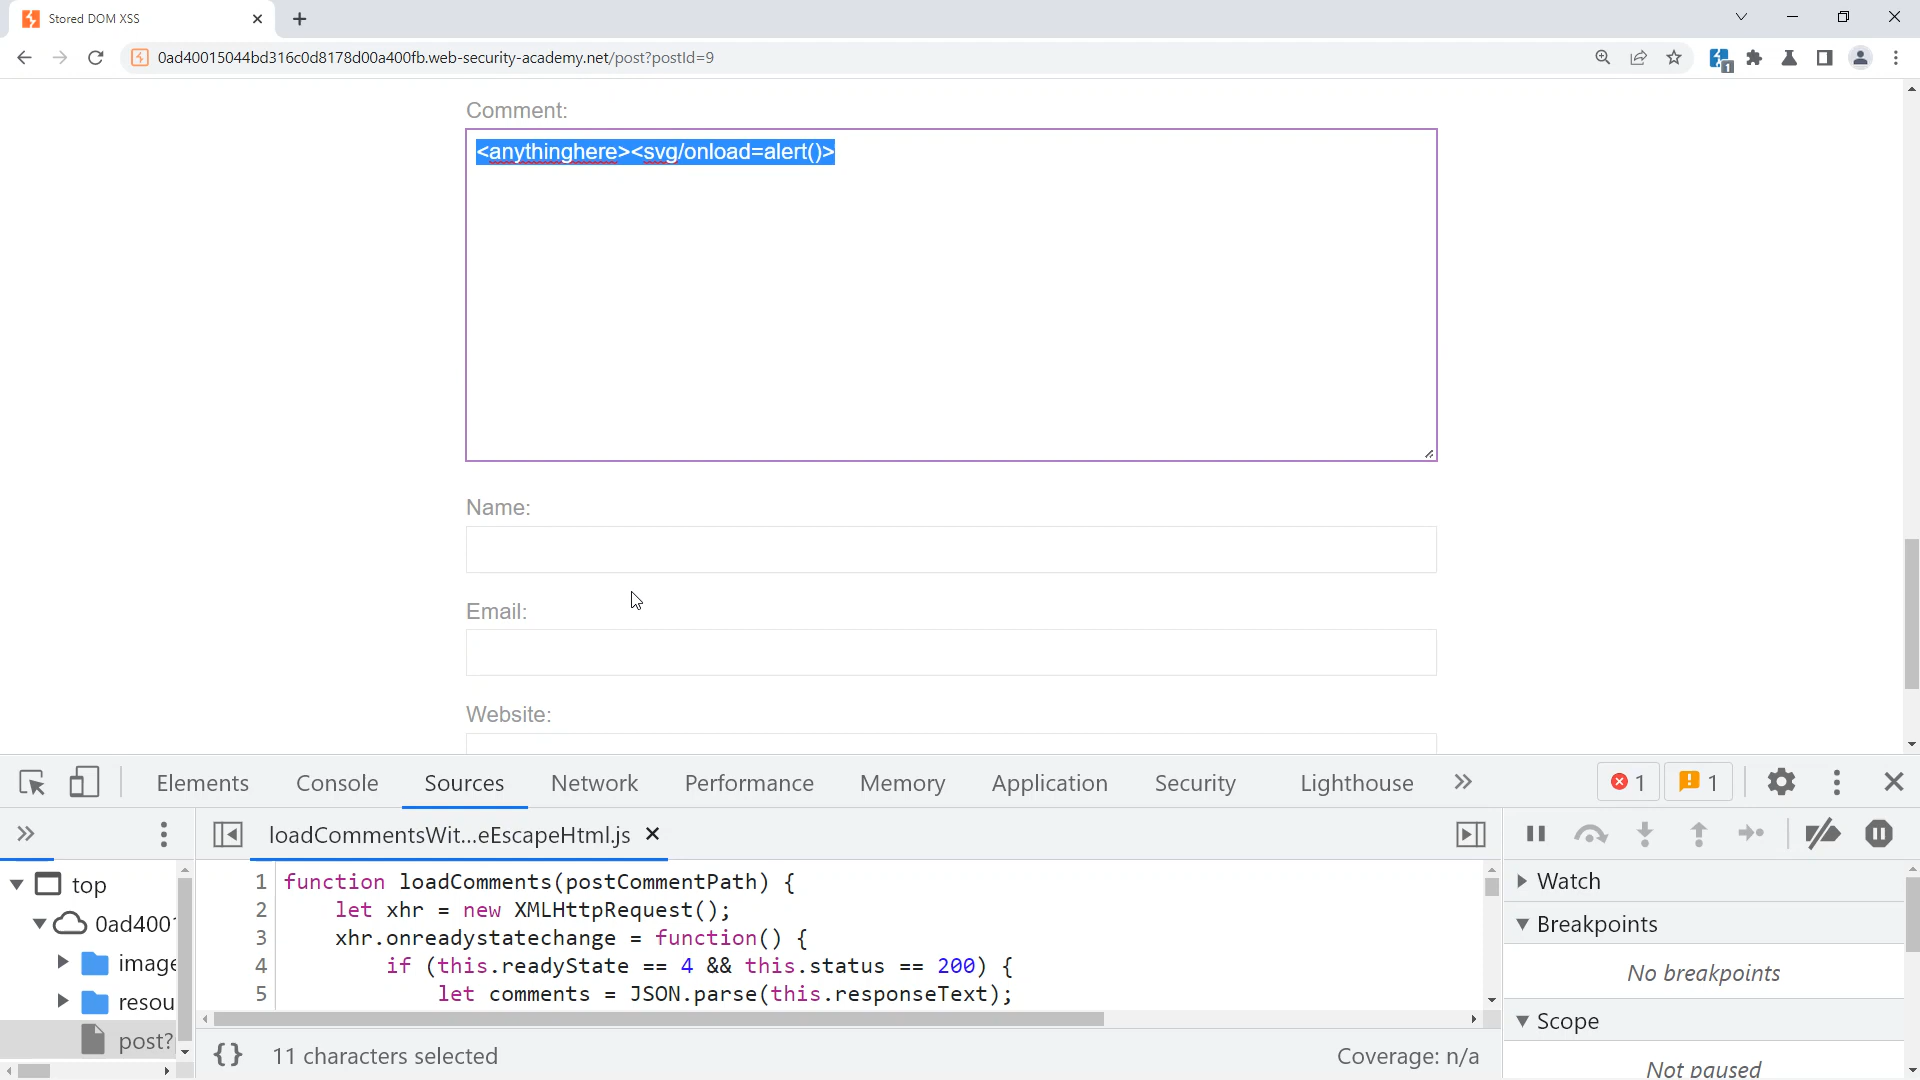 Stored DOM XSS
0ad40015044bd316c0d8178d00a400fb.web-security-academy.net/post?postId=9
1
Comment:
<anythinghere><svg/onload=alert()>
Name:
Email:
Website:
Elements Console Sources Network Performance Memory Application Security Lighthouse 1 1
loadCommentsWit...eEscapeHtml.js
top
0ad400
image
resou
post?
1 function loadComments(postCommentPath) {
2 let xhr = new XMLHttpRequest();
3 xhr.onreadystatechange = function() {
4 if (this.readyState == 4 && this.status == 200) {
5 let comments = JSON.parse(this.responseText);
{} 11 characters selected Coverage: n/a
Watch
Breakpoints
No breakpoints
Scope
Not paused